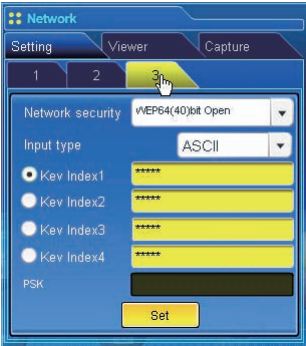 Network
Setting Viewer Capture
1 2 3
Network security WEP64(40)bit Open
Input type ASCII
Key Index1 *****
Key Index2 *****
Key Index3 *****
Key Index4 *****
PSK
Set